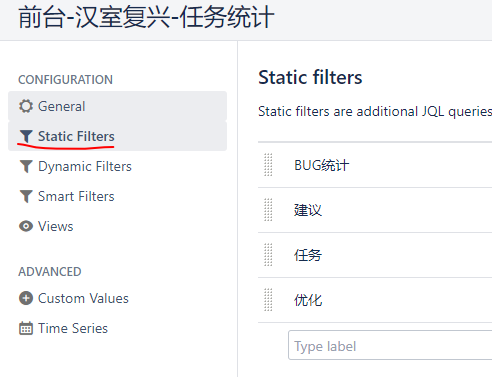 前台-汉室复兴-任务统计
CONFIGURATION
General
Static Filters
Dynamic Filters
Smart Filters
Views
ADVANCED
Custom Values
Time Series
Static filters
Static filters are additional JQL queries
BUG统计
建议
任务
优化
Type label